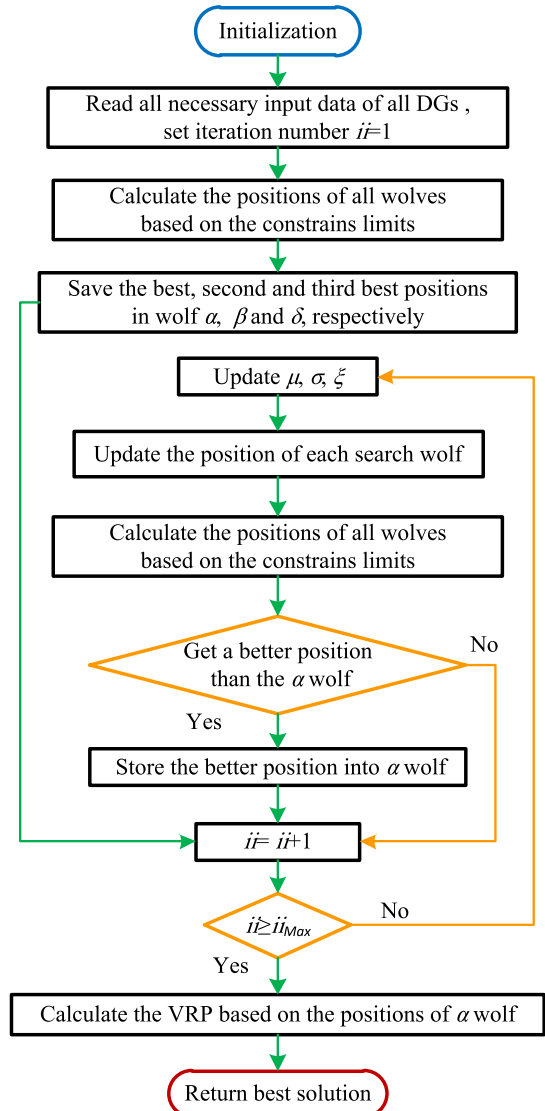 Initialization
Read all necessary input data of all DGs ,
set iteration number ii=1
Calculate the positions of all wolves
based on the constrains limits
Save the best, second and third best positions
in wolf α, β and δ, respectively
Update μ, σ, ξ
Update the position of each search wolf
Calculate the positions of all wolves
based on the constrains limits
Get a better position
than the α wolf
No
Yes
Store the better position into α wolf
ii= ii+1
ii≥iiMax
No
Yes
Calculate the VRP based on the positions of α wolf
Return best solution